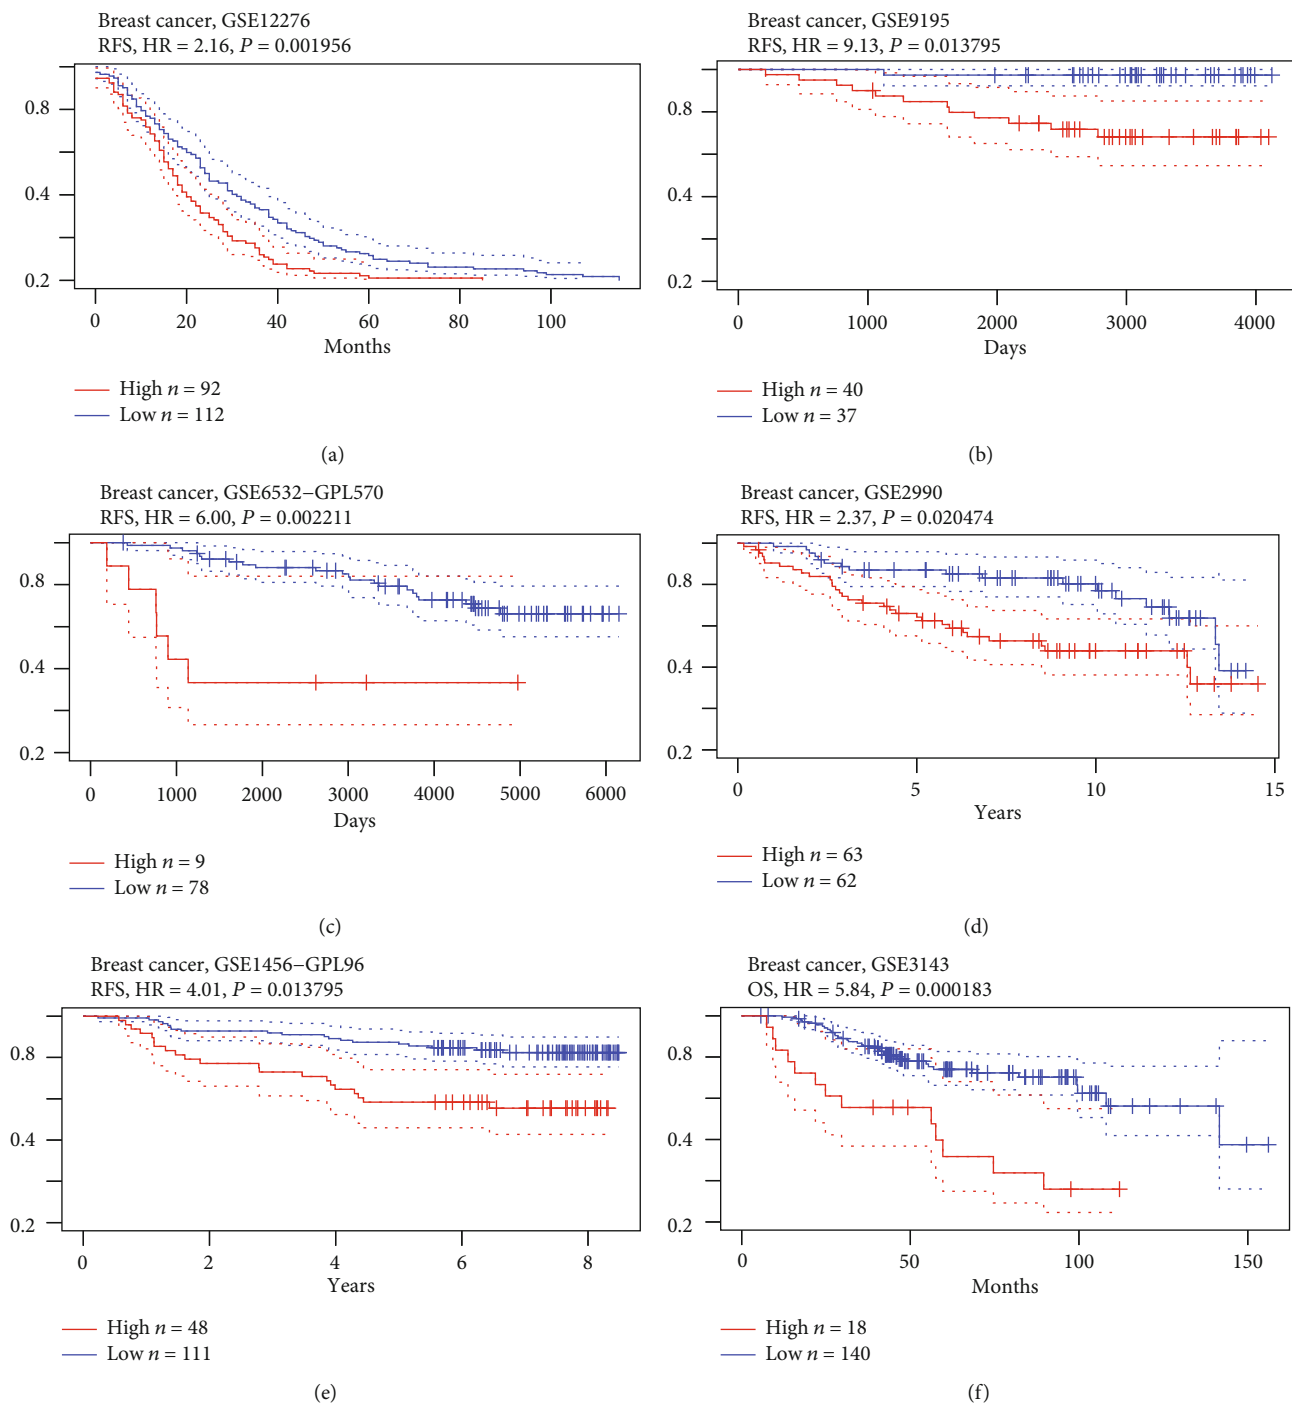 Breast cancer, GSE12276
RFS, HR = 2.16, P = 0.001956
0.8
0.4
0.2
0 20 40 60 80 100
Months
High n = 92
Low n = 112
(a)
Breast cancer, GSE9195
RFS, HR = 9.13, P = 0.013795
0.8
0.4
0.2
0 1000 2000 3000 4000
Days
High n = 40
Low n = 37
(b)
Breast cancer, GSE6532−GPL570
RFS, HR = 6.00, P = 0.002211
0.8
0.4
0.2
0 1000 2000 3000 4000 5000 6000
Days
High n = 9
Low n = 78
(c)
Breast cancer, GSE2990
RFS, HR = 2.37, P = 0.020474
0.8
0.4
0.2
0 5 10 15
Years
High n = 63
Low n = 62
(d)
Breast cancer, GSE1456−GPL96
RFS, HR = 4.01, P = 0.013795
0.8
0.4
0.2
0 2 4 6 8
Years
High n = 48
Low n = 111
(e)
Breast cancer, GSE3143
OS, HR = 5.84, P = 0.000183
0.8
0.4
0.2
0 50 100 150
Months
High n = 18
Low n = 140
(f)